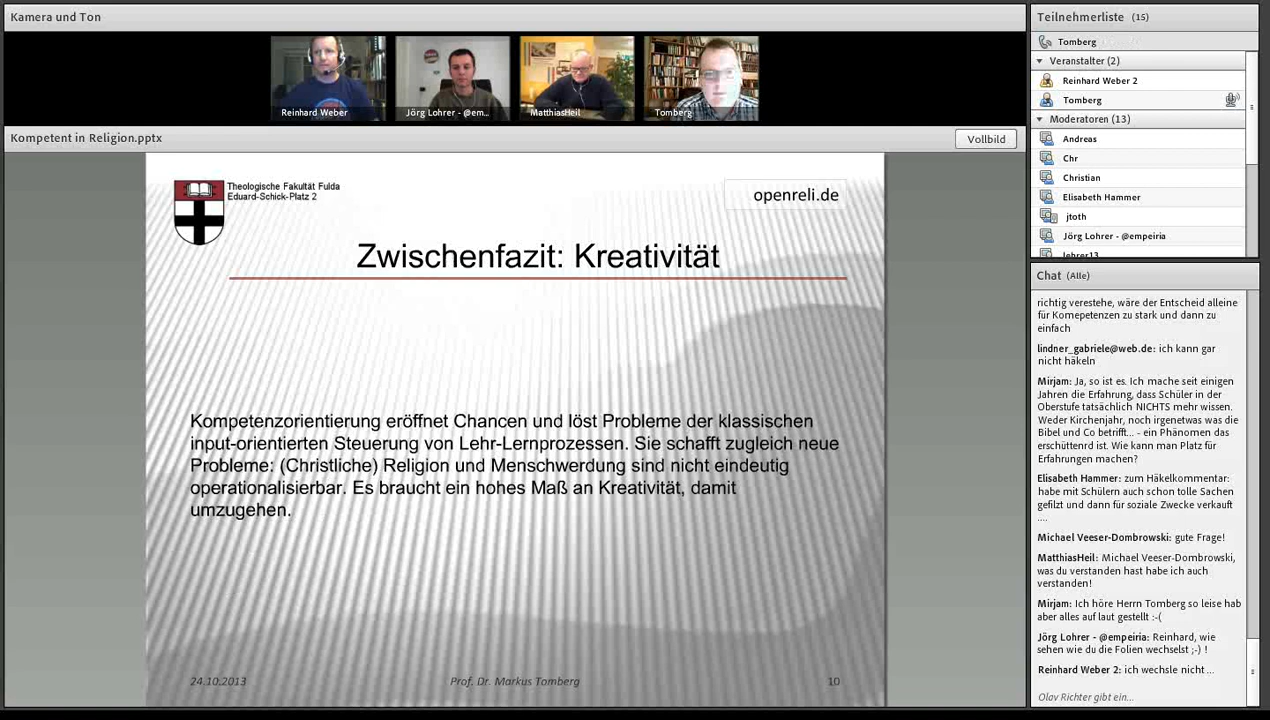 Kamera und Ton
Reinhard Weber
Jörg Lohrer - @em...
MatthiasHeil
Tomberg
Kompetent in Religion.pptx
Vollbild
Theologische Fakultät Fulda
Eduard-Schick-Platz 2
openreli.de
Zwischenfazit: Kreativität
Kompetenzorientierung eröffnet Chancen und löst Probleme der klassischen
input-orientierten Steuerung von Lehr-Lernprozessen. Sie schafft zugleich neue
Probleme: (Christliche) Religion und Menschwerdung sind nicht eindeutig
operationalisierbar. Es braucht ein hohes Maß an Kreativität, damit
umzugehen.
24.10.2013
Prof. Dr. Markus Tomberg
10
Teilnehmerliste (15)
Tomberg
Veranstalter (2)
Reinhard Weber 2
Tomberg
Moderatoren (13)
Andreas
Chr
Christian
Elisabeth Hammer
jtoth
Jörg Lohrer - @empeiria
lehrer13
Chat (Alle)
richtig verestehe, wäre der Entscheid alleine
für Komepetenzen zu stark und dann zu
einfach
lindner_gabriele@web.de: ich kann gar
nicht häkeln
Mirjam: Ja, so ist es. Ich mache seit einigen
Jahren die Erfahrung, dass Schüler in der
Oberstufe tatsächlich NICHTS mehr wissen.
Weder Kirchenjahr, noch irgenetwas was die
Bibel und Co betrifft... - ein Phänomen das
erschüternd ist. Wie kann man Platz für
Erfahrungen machen?
Elisabeth Hammer: zum Häkelkommentar:
habe mit Schülern auch schon tolle Sachen
gefilzt und dann für soziale Zwecke verkauft
....
Michael Veeser-Dombrowski: gute Frage!
MatthiasHeil: Michael Veeser-Dombrowski,
was du verstanden hast habe ich auch
verstanden!
Mirjam: Ich höre Herrn Tomberg so leise hab
aber alles auf laut gestellt :-(
Jörg Lohrer - @empeiria: Reinhard, wie
sehen wie du die Folien wechselst ;-) !
Reinhard Weber 2: ich wechsle nicht ...
Olav Richter gibt ein...